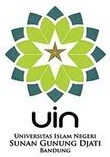 uin
UNIVERSITAS ISLAM NEGERI
SUNAN GUNUNG DJATI
BANDUNG